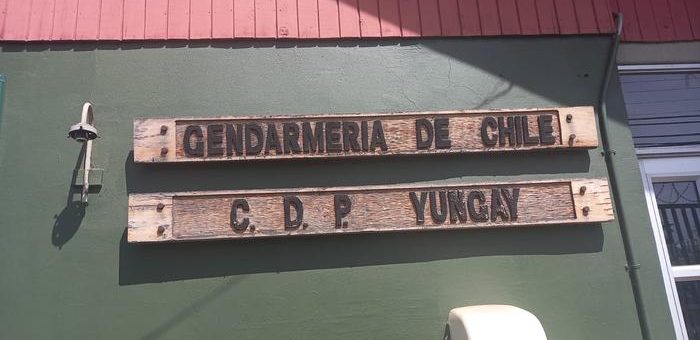 GENDARMERIA DE CHILE
C. D. P. YUNGAY